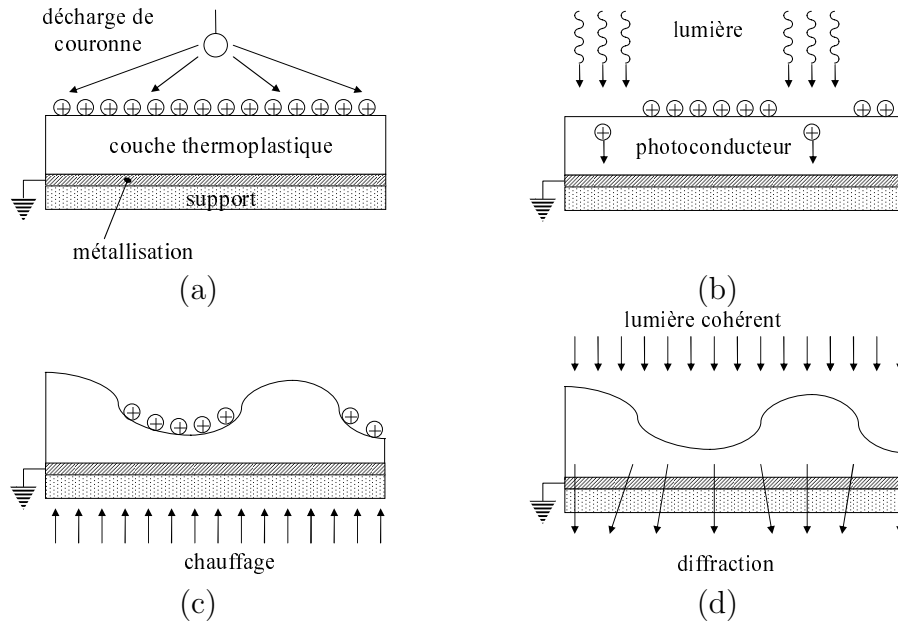 décharge de
couronne
couche thermoplastique
support
métallisation
(a)
lumière
photoconducteur
(b)
chauffage
(c)
lumière cohérent
diffraction
(d)